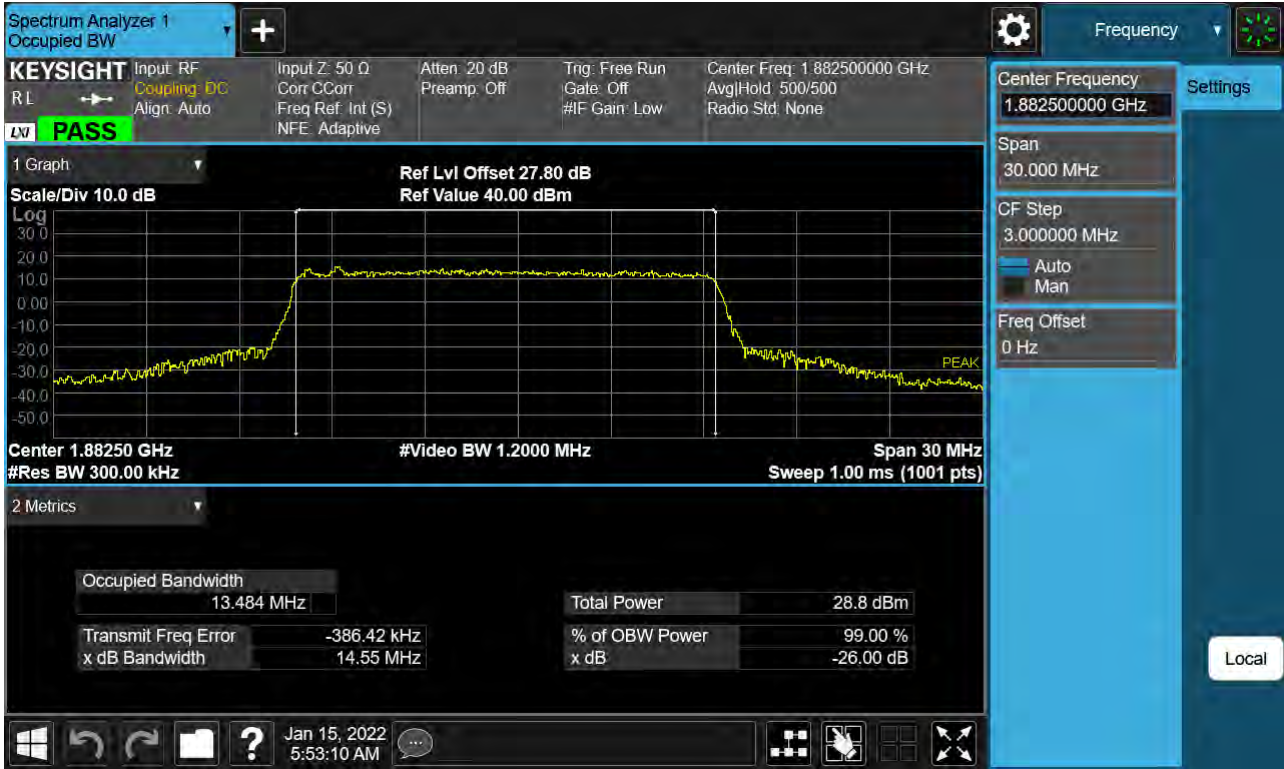 Spectrum Analyzer 1
Occupied BW
+
Frequency
KEYSIGHT
R L
LXI PASS
Input: RF
Coupling: DC
Align: Auto
Input Z: 50 Ω
Corr CCorr
Freq Ref: Int (S)
NFE: Adaptive
Atten: 20 dB
Preamp: Off
Trig: Free Run
Gate: Off
#IF Gain: Low
Center Freq: 1.882500000 GHz
Avg|Hold: 500/500
Radio Std: None
Center Frequency
1.882500000 GHz
Settings
Span
30.000 MHz
CF Step
3.000000 MHz
Auto
Man
Freq Offset
0 Hz
Local
1 Graph
Scale/Div 10.0 dB
Ref Lvl Offset 27.80 dB
Ref Value 40.00 dBm
Log
30.0
20.0
10.0
0.00
-10.0
-20.0
-30.0
-40.0
-50.0
PEAK
Center 1.88250 GHz
#Video BW 1.2000 MHz
Span 30 MHz
#Res BW 300.00 kHz
Sweep 1.00 ms (1001 pts)
2 Metrics
Occupied Bandwidth
13.484 MHz
Total Power 28.8 dBm
Transmit Freq Error -386.42 kHz
% of OBW Power 99.00 %
x dB Bandwidth 14.55 MHz
x dB -26.00 dB
?
Jan 15, 2022
5:53:10 AM